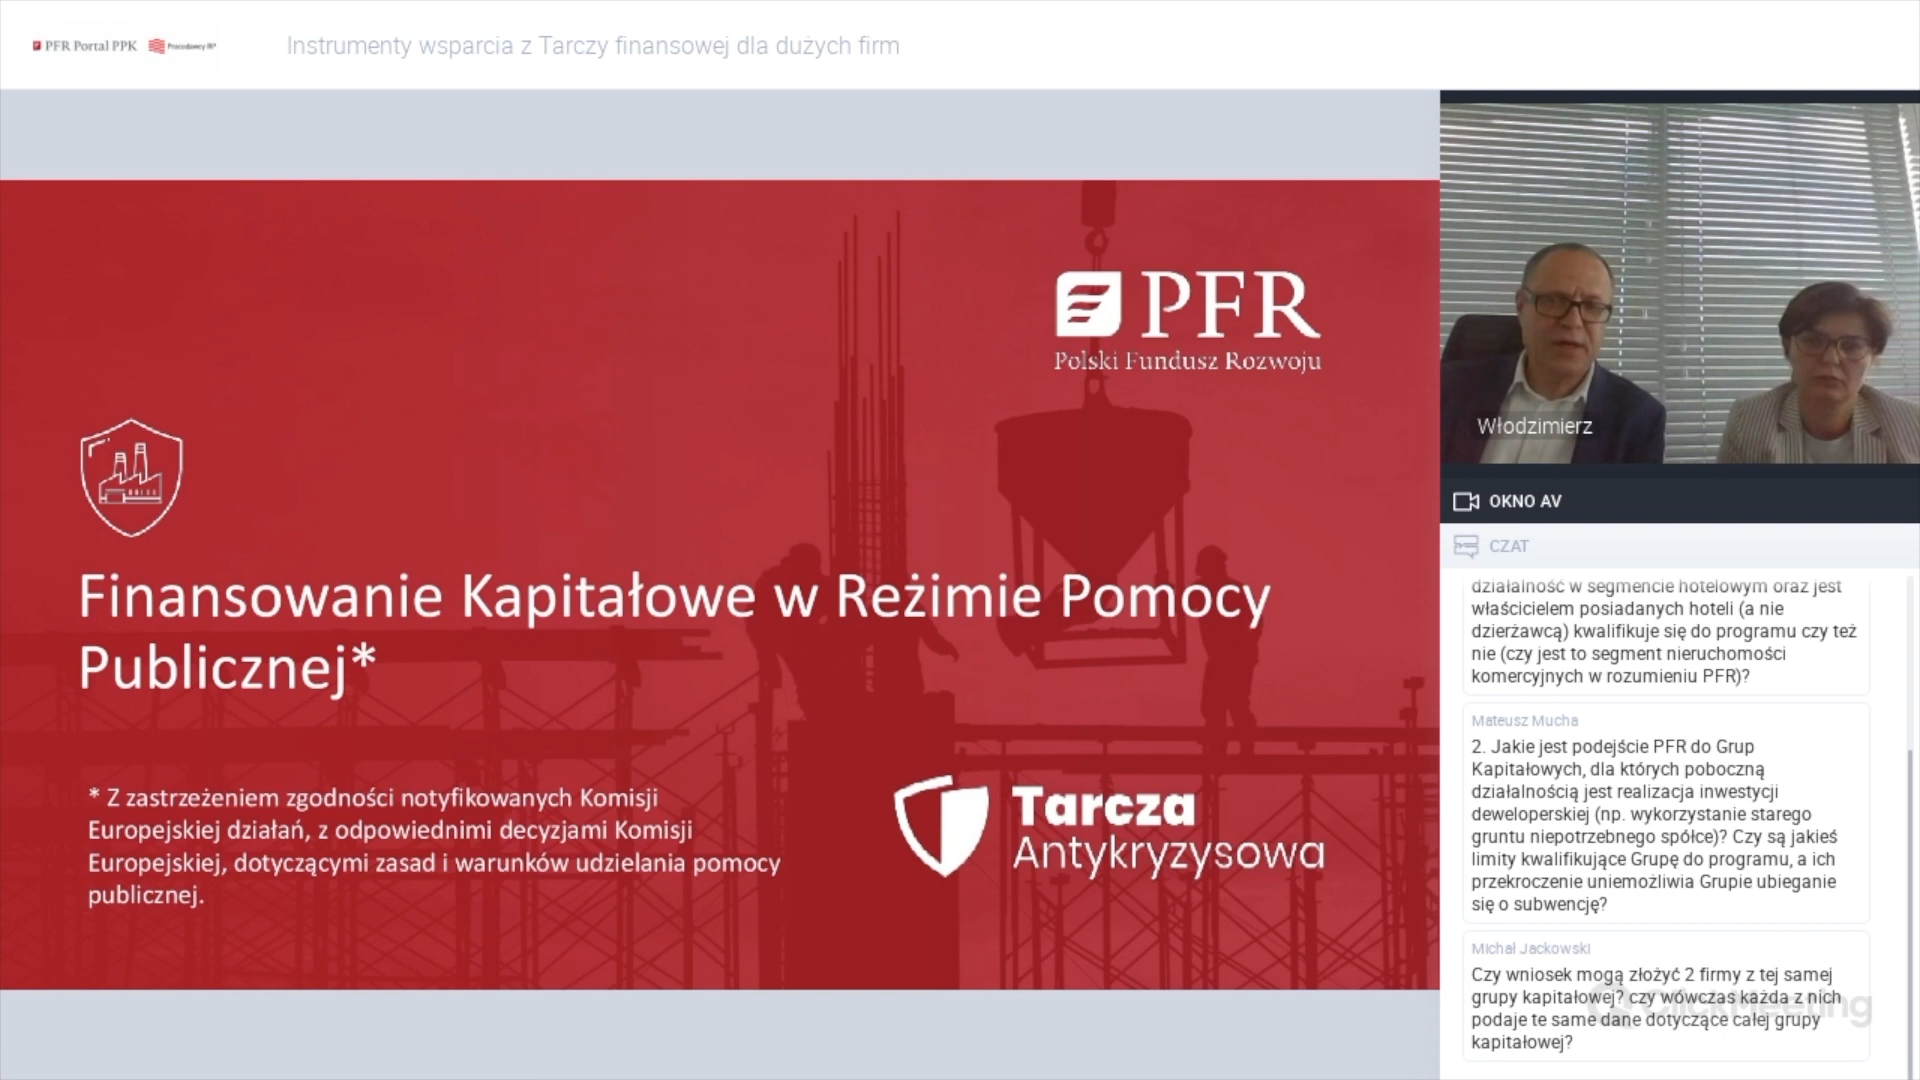 PFR Portal PPK
Pracodawcy RP
Instrumenty wsparcia z Tarczy finansowej dla dużych firm
PFR
Polski Fundusz Rozwoju
Finansowanie Kapitałowe w Reżimie Pomocy
Publicznej*
* Z zastrzeżeniem zgodności notyfikowanych Komisji
Europejskiej działań, z odpowiednimi decyzjami Komisji
Europejskiej, dotyczącymi zasad i warunków udzielania pomocy
publicznej.
Tarcza
Antykryzysowa
Włodzimierz
OKNO AV
CZAT
działalność w segmencie hotelowym oraz jest
właścicielem posiadanych hoteli (a nie
dzierżawcą) kwalifikuje się do programu czy też
nie (czy jest to segment nieruchomości
komercyjnych w rozumieniu PFR)?
Mateusz Mucha
2. Jakie jest podejście PFR do Grup
Kapitałowych, dla których poboczną
działalnością jest realizacja inwestycji
deweloperskiej (np. wykorzystanie starego
gruntu niepotrzebnego spółce)? Czy są jakieś
limity kwalifikujące Grupę do programu, a ich
przekroczenie uniemożliwia Grupie ubieganie
się o subwencję?
Michał Jackowski
Czy wniosek mogą złożyć 2 firmy z tej samej
grupy kapitałowej? czy wówczas każda z nich
podaje te same dane dotyczące całej grupy
kapitałowej?
ClickMeeting